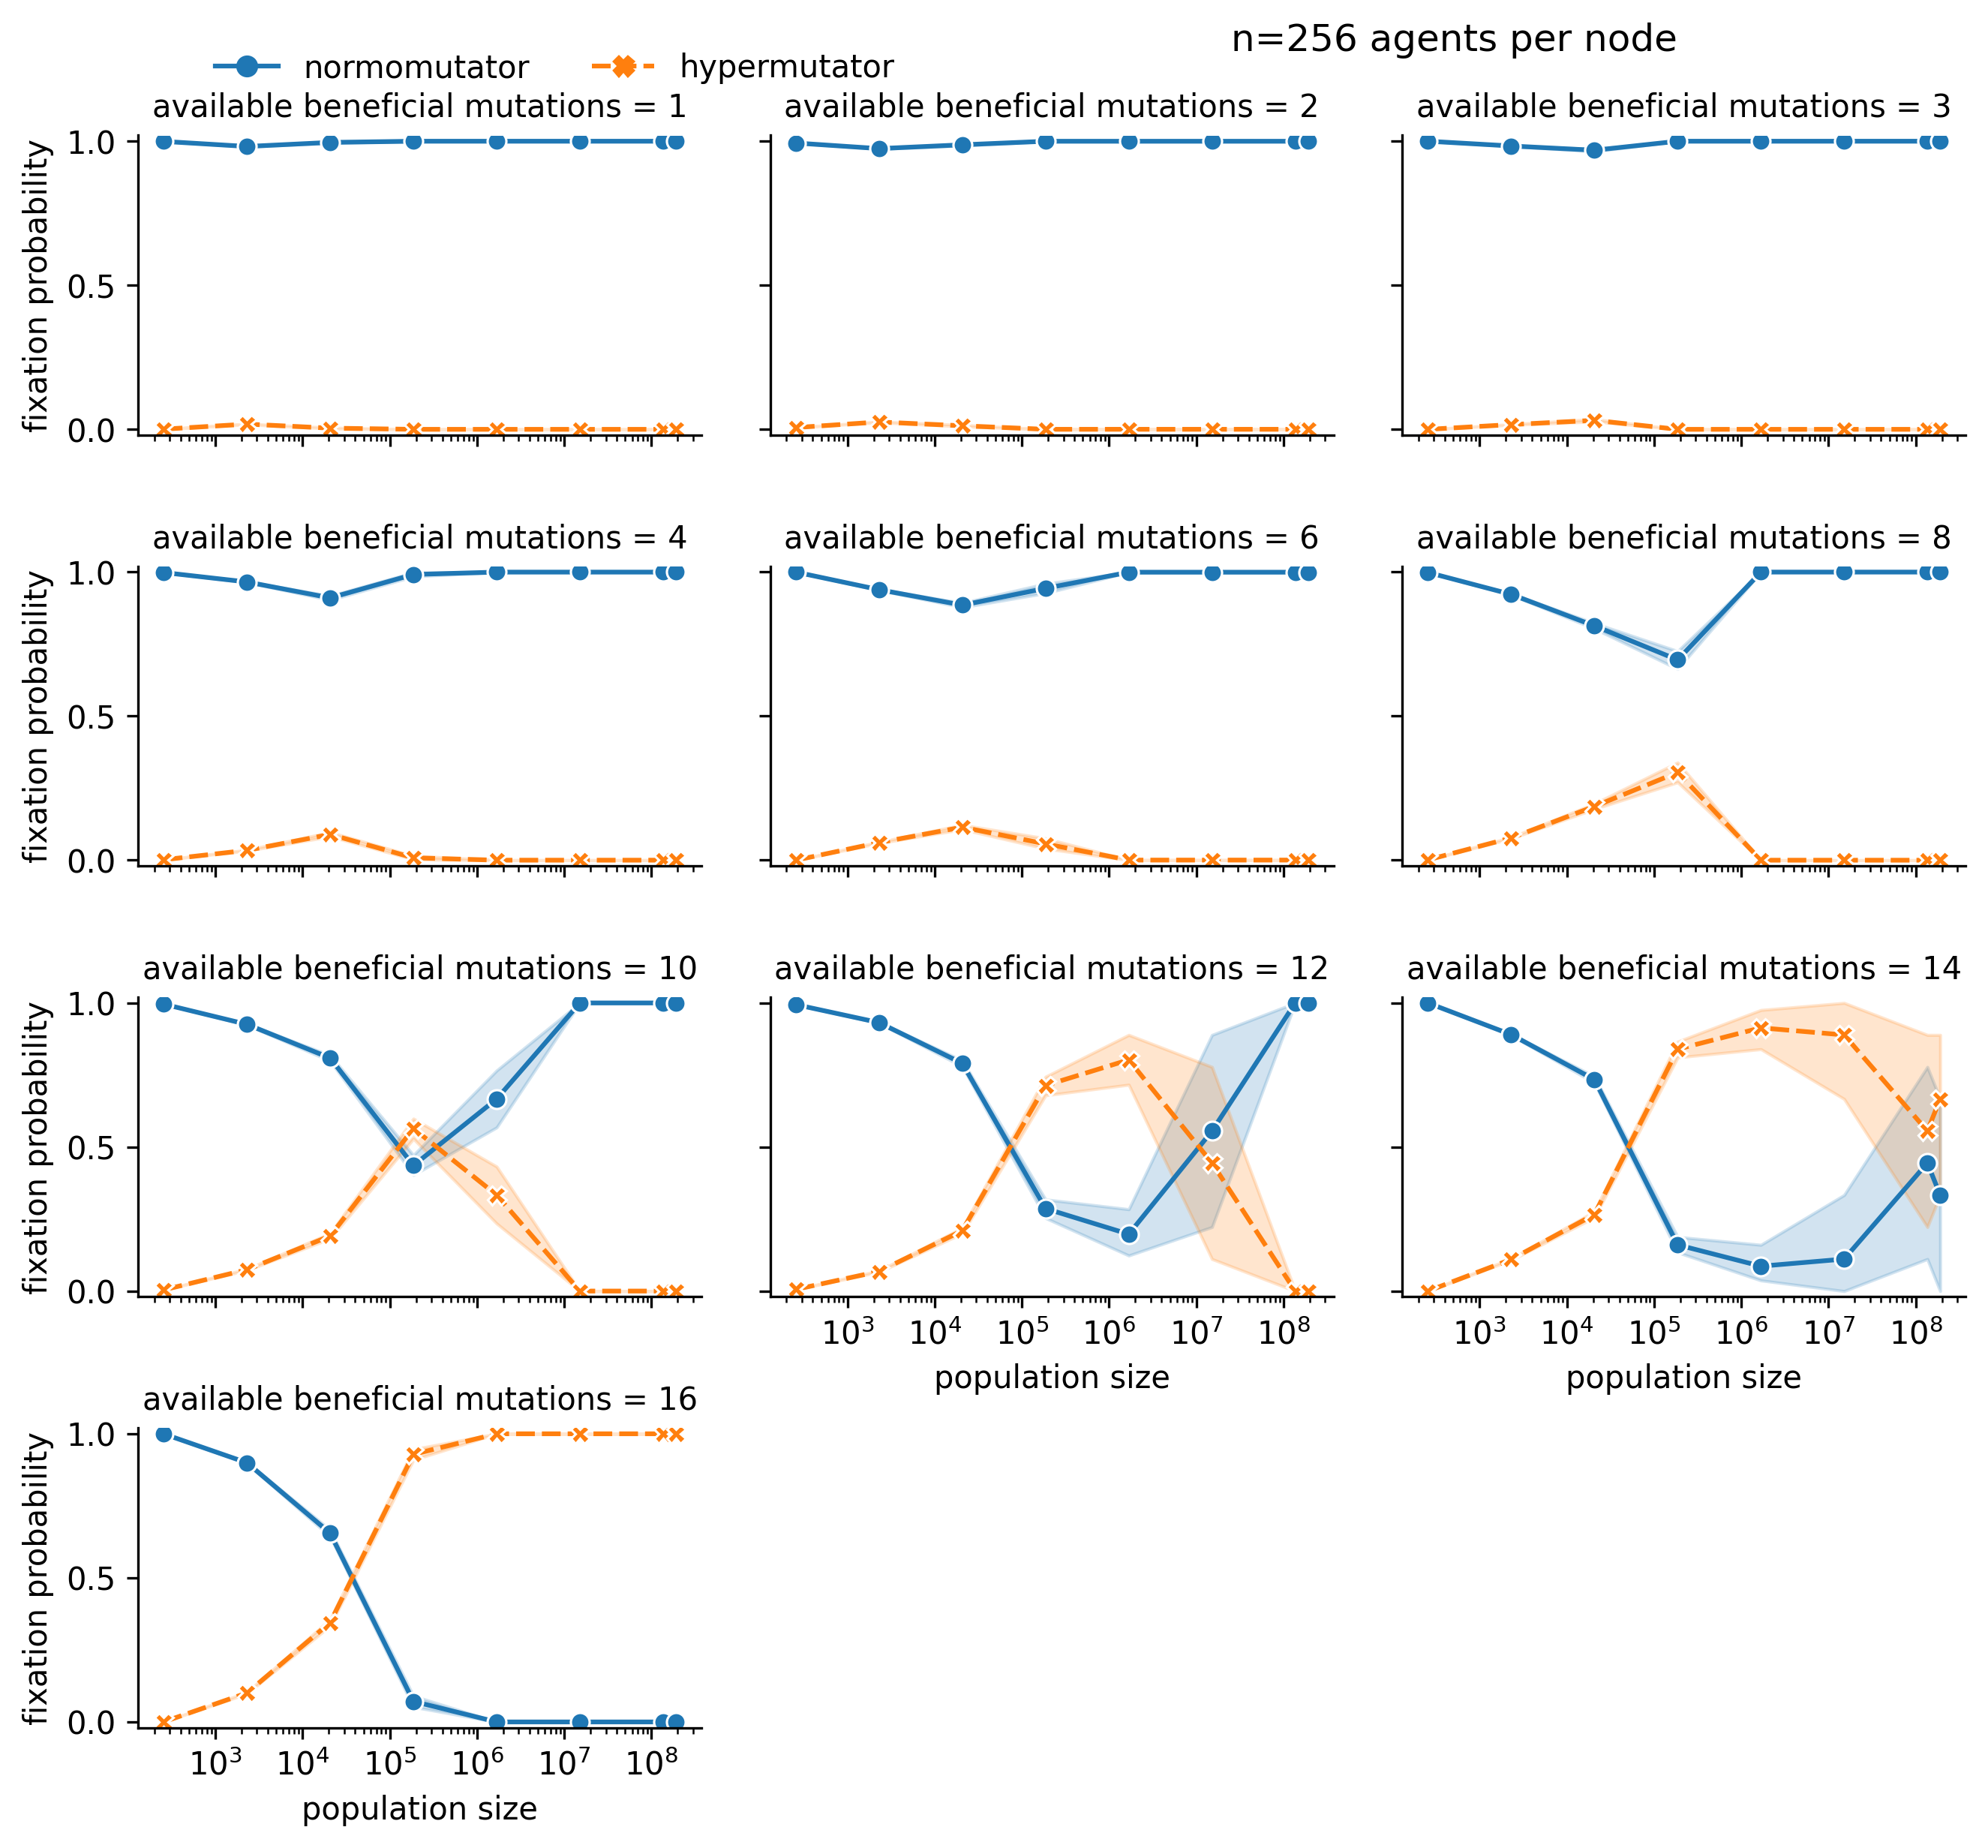 n=256 agents per node
normomutator hypermutator
available beneficial mutations = 1
available beneficial mutations = 2
available beneficial mutations = 3
fixation probability
1.0
0.5
0.0
available beneficial mutations = 4
available beneficial mutations = 6
available beneficial mutations = 8
fixation probability
1.0
0.5
0.0
available beneficial mutations = 10
available beneficial mutations = 12
available beneficial mutations = 14
fixation probability
1.0
0.5
0.0
10³ 10⁴ 10⁵ 10⁶ 10⁷ 10⁸
population size
10³ 10⁴ 10⁵ 10⁶ 10⁷ 10⁸
population size
available beneficial mutations = 16
fixation probability
1.0
0.5
0.0
10³ 10⁴ 10⁵ 10⁶ 10⁷ 10⁸
population size